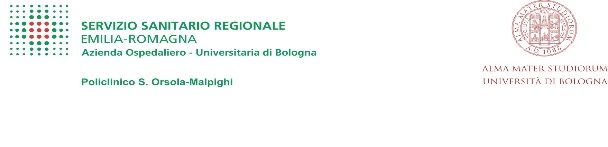 SERVIZIO SANITARIO REGIONALE
EMILIA-ROMAGNA
Azienda Ospedaliero - Universitaria di Bologna
Policlinico S. Orsola-Malpighi
ALMA MATER STUDIORUM
UNIVERSITÀ DI BOLOGNA